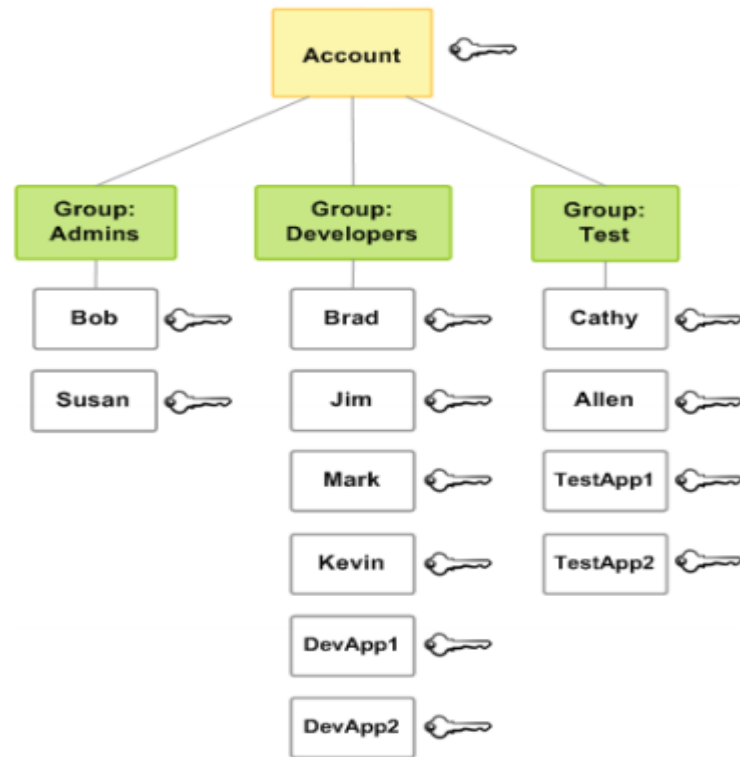 Account
Group:
Admins
Group:
Developers
Group:
Test
Bob
Brad
Cathy
Susan
Jim
Allen
Mark
TestApp1
Kevin
TestApp2
DevApp1
DevApp2